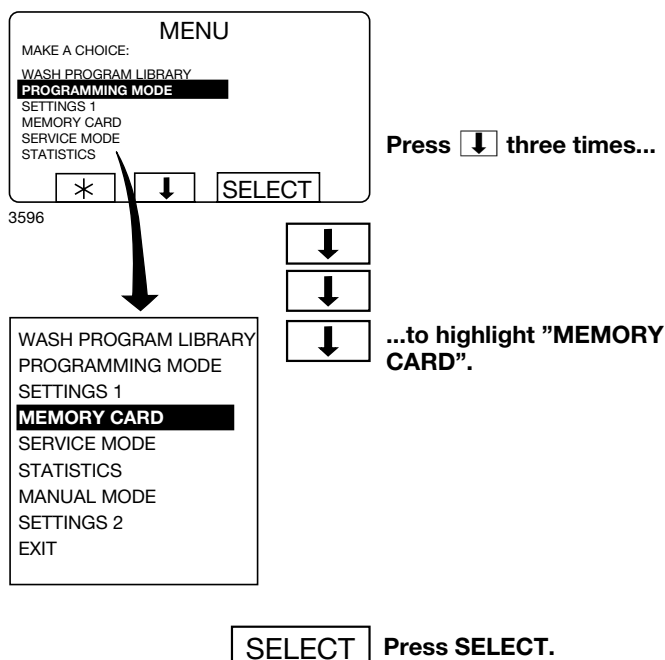 MENU
MAKE A CHOICE:
WASH PROGRAM LIBRARY
PROGRAMMING MODE
SETTINGS 1
MEMORY CARD
SERVICE MODE
STATISTICS
SELECT
3596
Press ⬇ three times...
...to highlight ”MEMORY
CARD”.
WASH PROGRAM LIBRARY
PROGRAMMING MODE
SETTINGS 1
MEMORY CARD
SERVICE MODE
STATISTICS
MANUAL MODE
SETTINGS 2
EXIT
SELECT Press SELECT.